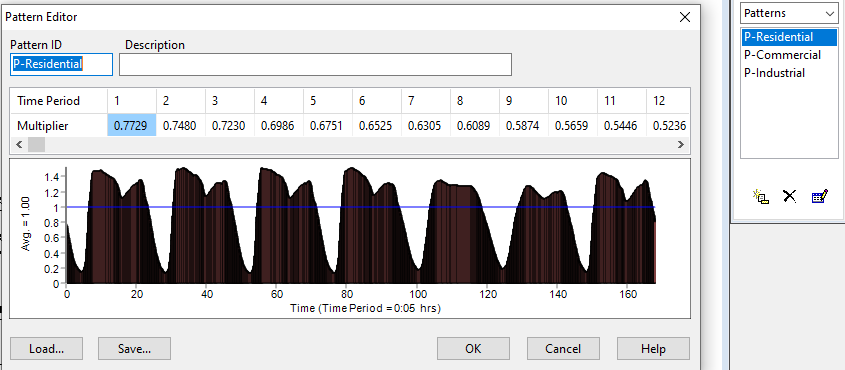 Pattern Editor
Patterns
Pattern ID Description
P-Residential
P-Residential
P-Commercial
P-Industrial
Time Period 1 2 3 4 5 6 7 8 9 10 11 12
Multiplier 0.7729 0.7480 0.7230 0.6986 0.6751 0.6525 0.6305 0.6089 0.5874 0.5659 0.5446 0.5236
Avg. = 1.00
1.4
1.2
1
0.8
0.6
0.4
0.2
0
0 20 40 60 80 100 120 140 160
Time (Time Period = 0:05 hrs)
Load... Save... OK Cancel Help